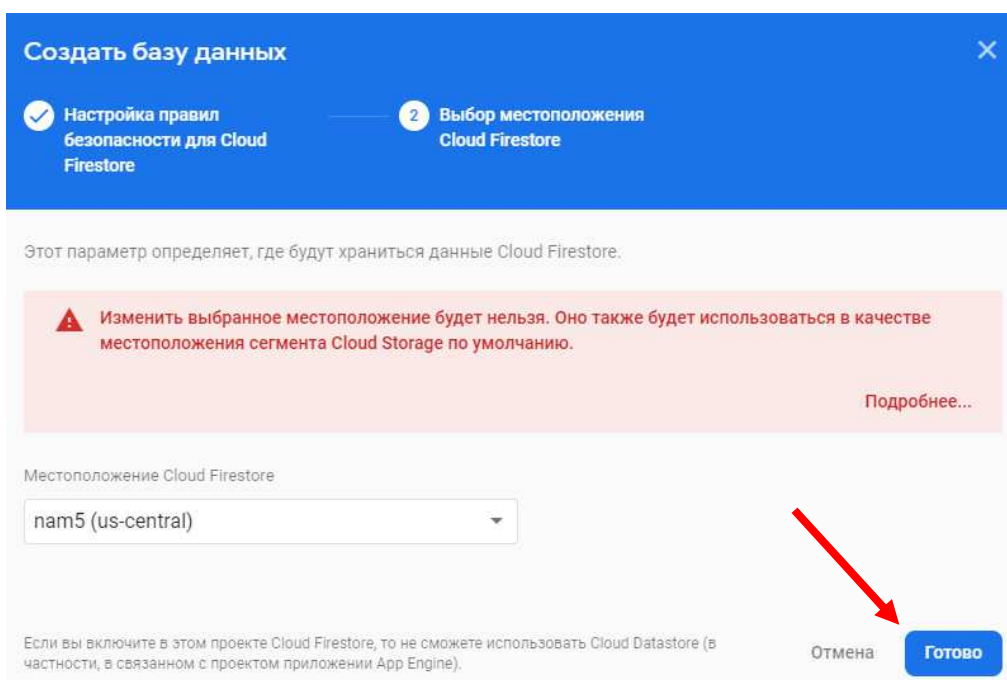 Создать базу данных
Настройка правил
безопасности для Cloud
Firestore
2
Выбор местоположения
Cloud Firestore
Этот параметр определяет, где будут храниться данные Cloud Firestore.
Изменить выбранное местоположение будет нельзя. Оно также будет использоваться в качестве
местоположения сегмента Cloud Storage по умолчанию.
Подробнее...
Местоположение Cloud Firestore
nam5 (us-central)
Если вы включите в этом проекте Cloud Firestore, то не сможете использовать Cloud Datastore (в
частности, в связанном с проектом приложении App Engine).
Отмена
Готово